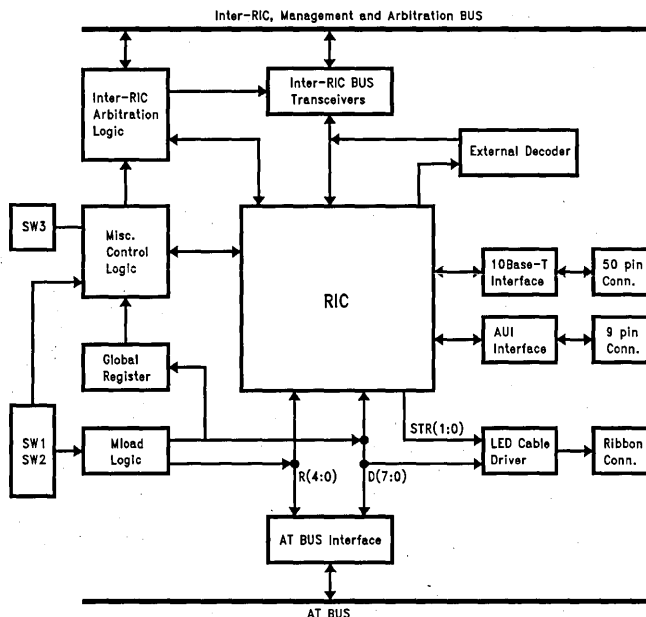 Inter-RIC, Management and Arbitration BUS
Inter-RIC
Arbitration
Logic
Inter-RIC BUS
Transceivers
External Decoder
SW3
Misc.
Control
Logic
RIC
10Base-T
Interface
50 pin
Conn.
AUI
Interface
9 pin
Conn.
Global
Register
SW1
SW2
Mload
Logic
STR(1:0)
LED Cable
Driver
Ribbon
Conn.
R(4:0)
D(7:0)
AT BUS Interface
AT BUS